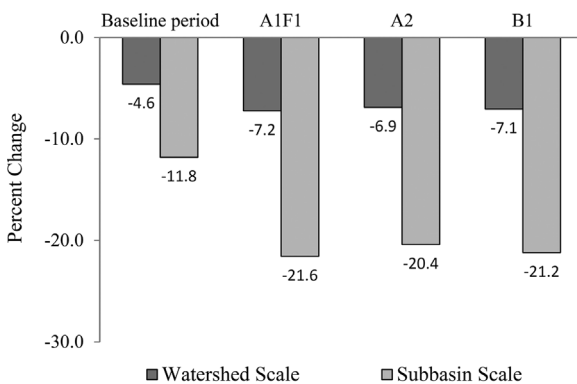 Baseline period A1F1 A2 B1
0.0
-4.6 -7.2 -6.9 -7.1
-10.0
-11.8
-20.0
-21.6 -20.4 -21.2
-30.0
Percent Change
Watershed Scale Subbasin Scale